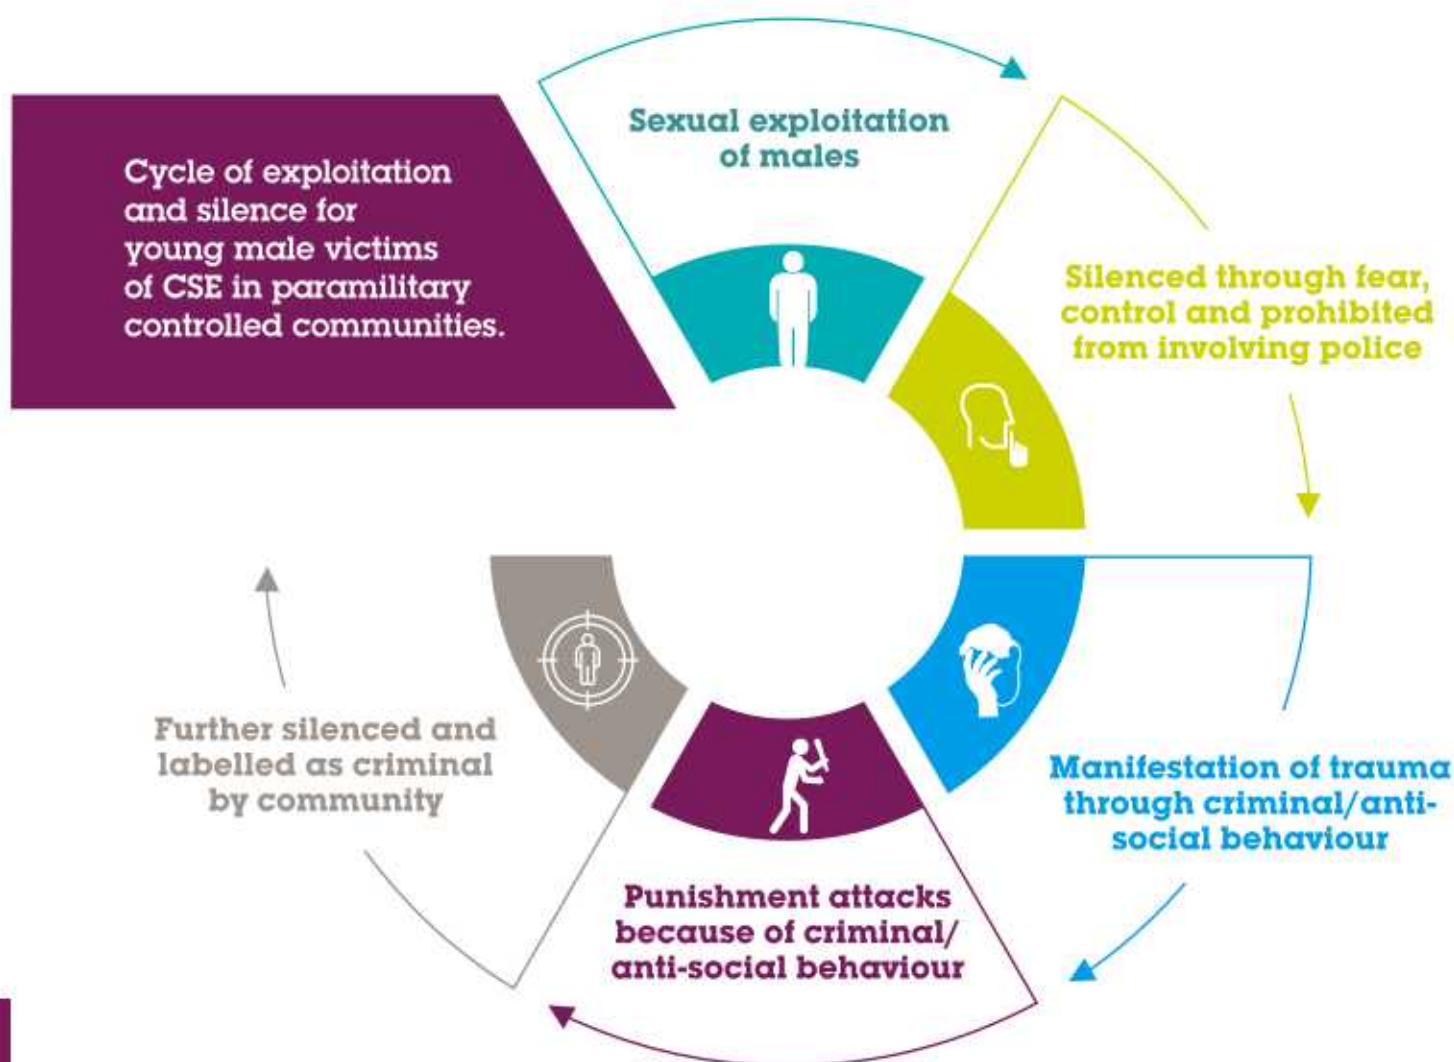 Cycle of exploitation
and silence for
young male victims
of CSE in paramilitary
controlled communities.
Sexual exploitation
of males
Silenced through fear,
control and prohibited
from involving police
Manifestation of trauma
through criminal/anti-
social behaviour
Punishment attacks
because of criminal/
anti-social behaviour
Further silenced and
labelled as criminal
by community